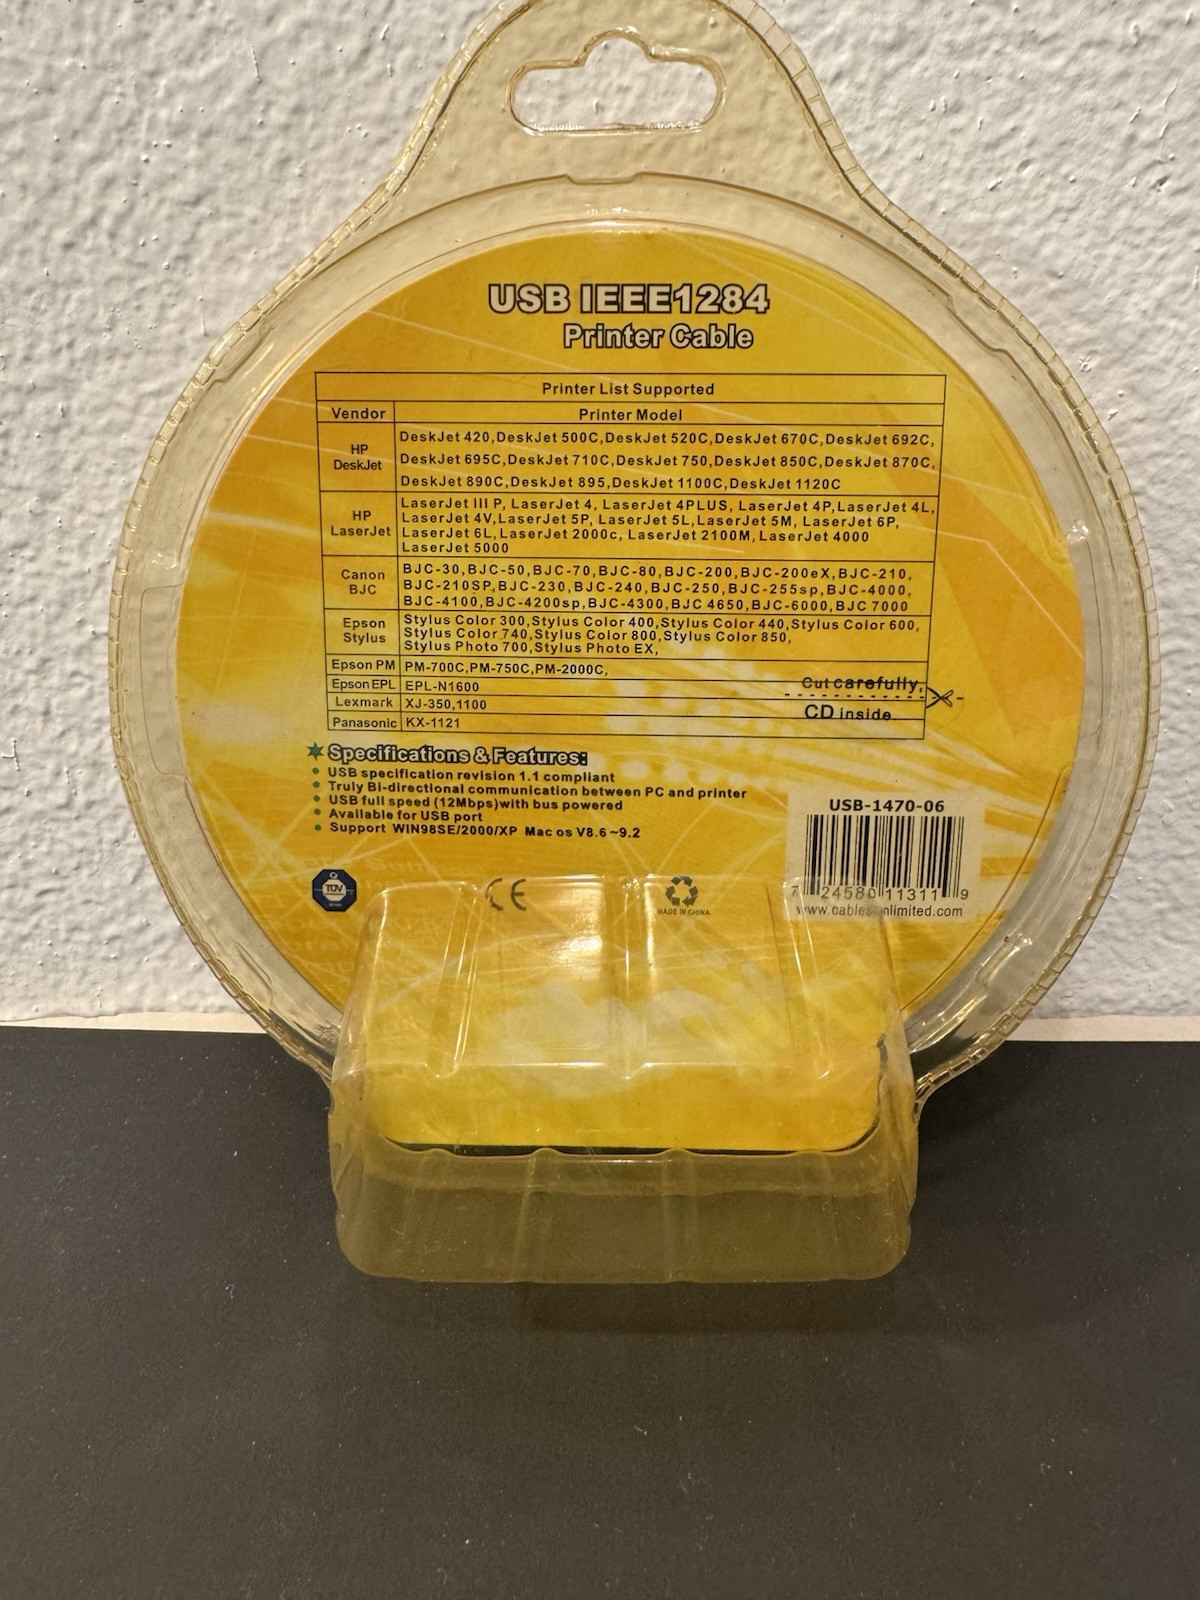 USB IEEE1284
Printer Cable
Printer List Supported
Vendor Printer Model
HP DeskJet
DeskJet 420,DeskJet 500C,DeskJet 520C,DeskJet 670C,DeskJet 692C,
DeskJet 695C,DeskJet 710C,DeskJet 750,DeskJet 850C,DeskJet 870C,
DeskJet 890C,DeskJet 895,DeskJet 1100C,DeskJet 1120C
HP LaserJet
LaserJet III P, LaserJet 4, LaserJet 4PLUS, LaserJet 4P,LaserJet 4L,
LaserJet 4V,LaserJet 5P, LaserJet 5L,LaserJet 5M, LaserJet 6P,
LaserJet 6L,LaserJet 2000c, LaserJet 2100M,LaserJet 4000
LaserJet 5000
Canon BJC
BJC-30,BJC-50,BJC-70,BJC-80,BJC-200,BJC-200eX,BJC-210,
BJC-210SP,BJC-230,BJC-240,BJC-250,BJC-255sp,BJC-4000,
BJC-4100,BJC-4200sp,BJC-4300,BJC 4650,BJC-6000,BJC 7000
Epson Stylus
Stylus Color 300,Stylus Color 400,Stylus Color 440,Stylus Color 600,
Stylus Color 740,Stylus Color 800,Stylus Color 850,
Stylus Photo 700,Stylus Photo EX,
Epson PM PM-700C,PM-750C,PM-2000C,
Epson EPL EPL-N1600
Lexmark XJ-350,1100
Panasonic KX-1121
Cut carefully,
CD inside.
Specifications & Features:
USB specification revision 1.1 compliant
Truly Bi-directional communication between PC and printer
USB full speed (12Mbps)with bus powered
Available for USB port
Support WIN98SE/2000/XP Mac os V8.6~9.2
USB-1470-06
7 24580 11311 9
www.cablesunlimited.com
TÜV
CE
MADE IN CHINA